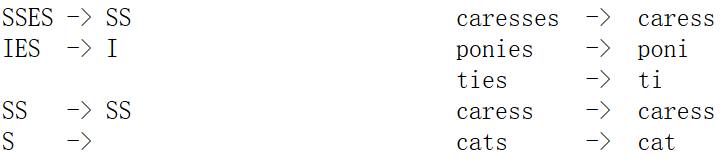 SSES -> SS                         caresses  ->  caress
IES  -> I                          ponies    ->  poni
                                   ties      ->  ti
SS   -> SS                         caress    ->  caress
S    ->                            cats      ->  cat